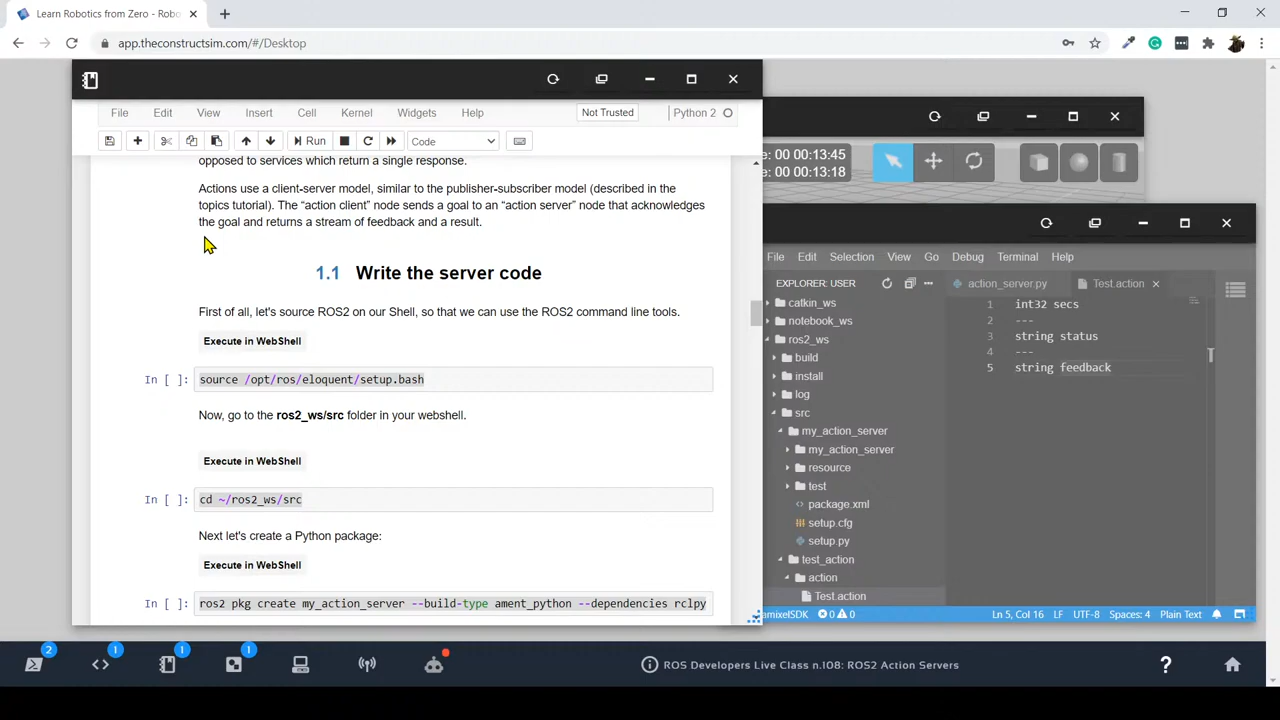 Learn Robotics from Zero - Robo
app.theconstructsim.com/#/Desktop
File Edit View Insert Cell Kernel Widgets Help Not Trusted Python 2
Run Code
opposed to services which return a single response.
Actions use a client-server model, similar to the publisher-subscriber model (described in the
topics tutorial). The “action client” node sends a goal to an “action server” node that acknowledges
the goal and returns a stream of feedback and a result.
1.1 Write the server code
First of all, let's source ROS2 on our Shell, so that we can use the ROS2 command line tools.
Execute in WebShell
In [ ]: source /opt/ros/eloquent/setup.bash
Now, go to the ros2_ws/src folder in your webshell.
Execute in WebShell
In [ ]: cd ~/ros2_ws/src
Next let's create a Python package:
Execute in WebShell
In [ ]: ros2 pkg create my_action_server --build-type ament_python --dependencies rclpy
e: 00 00:13:45
00 00:13:18
File Edit Selection View Go Debug Terminal Help
EXPLORER: USER
catkin_ws
notebook_ws
ros2_ws
build
install
log
src
my_action_server
my_action_server
resource
test
package.xml
setup.cfg
setup.py
test_action
action
Test.action
action_server.py Test.action
1 int32 secs
2 ---
3 string status
4 ---
5 string feedback
amixelSDK 0 0 Ln 5, Col 16 LF UTF-8 Spaces: 4 Plain Text
2 1 1 1
ROS Developers Live Class n.108: ROS2 Action Servers
?